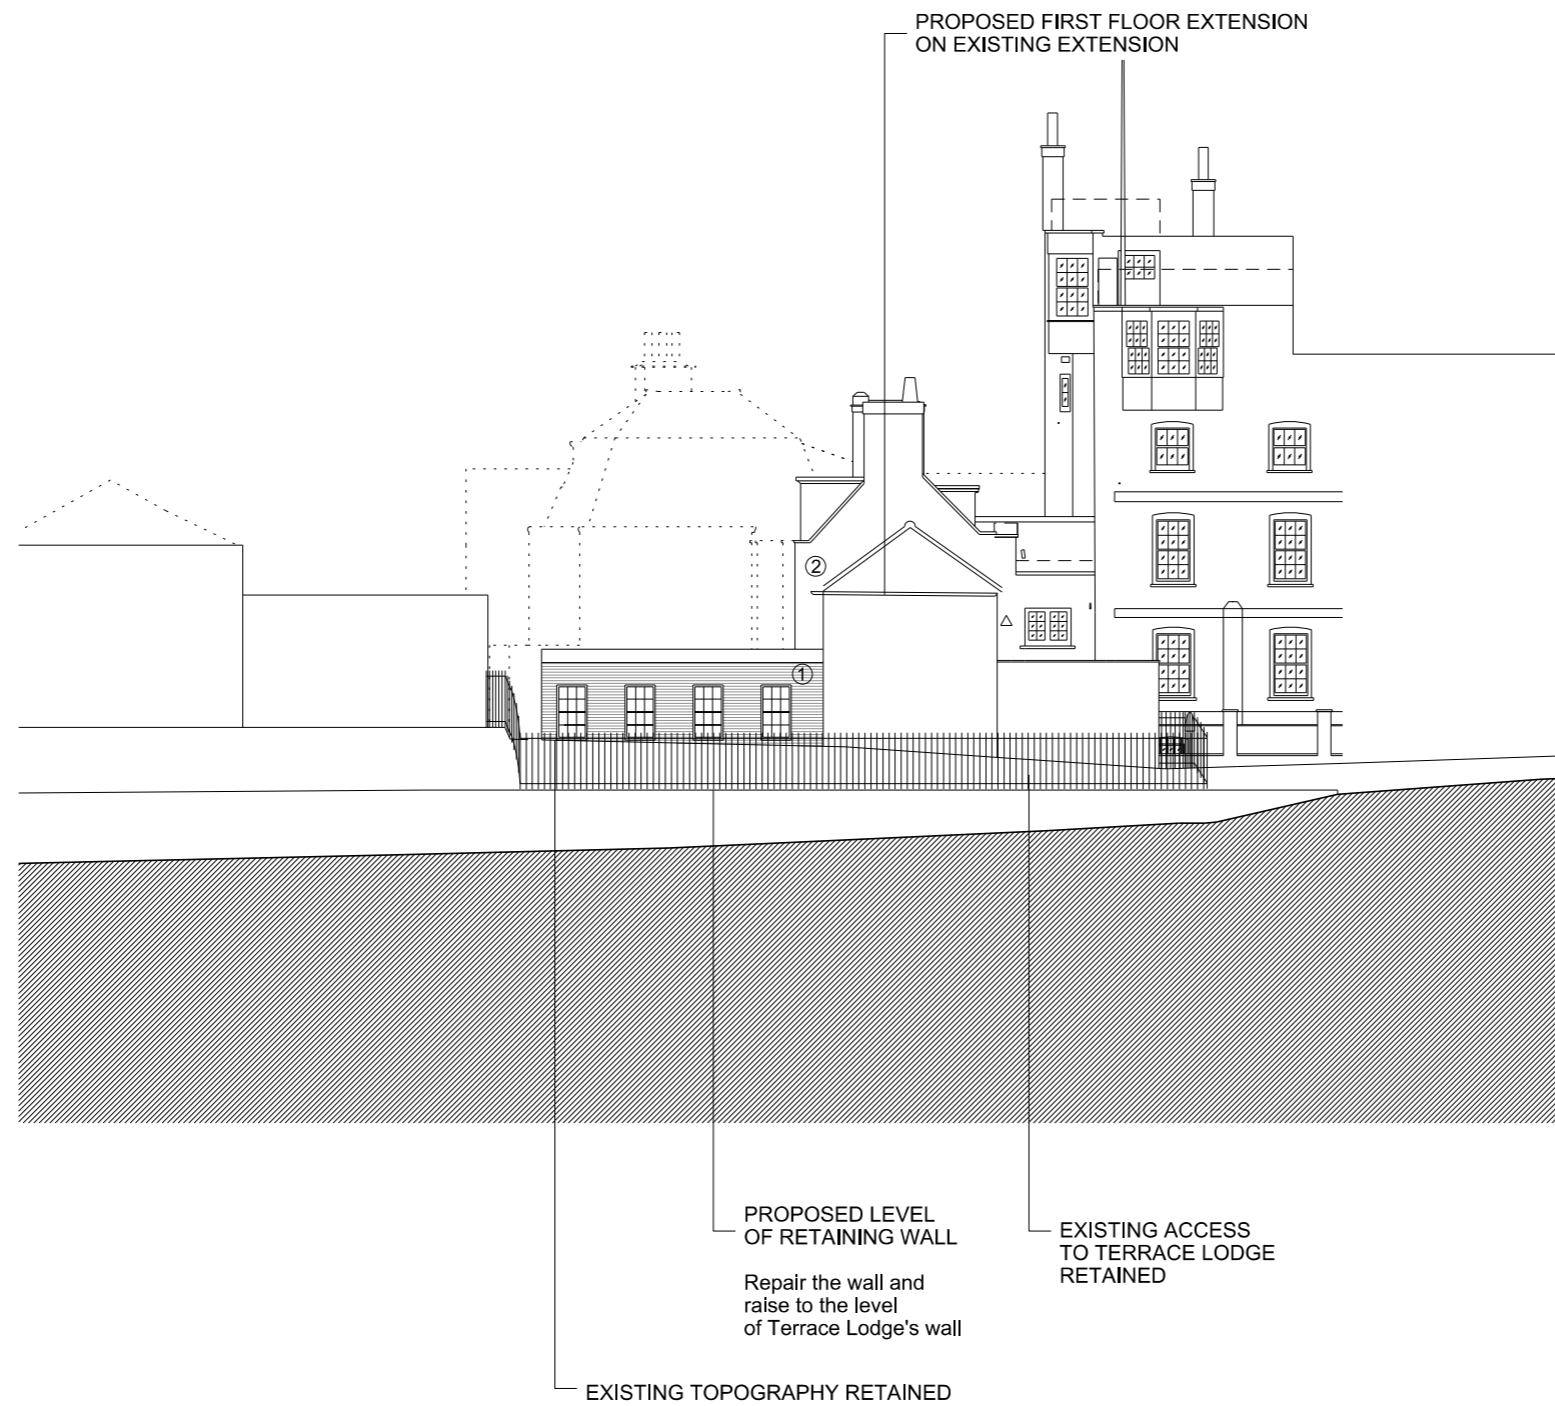 PROPOSED FIRST FLOOR EXTENSION
ON EXISTING EXTENSION
2
1
PROPOSED LEVEL
OF RETAINING WALL
Repair the wall and
raise to the level
of Terrace Lodge's wall
EXISTING ACCESS
TO TERRACE LODGE
RETAINED
EXISTING TOPOGRAPHY RETAINED